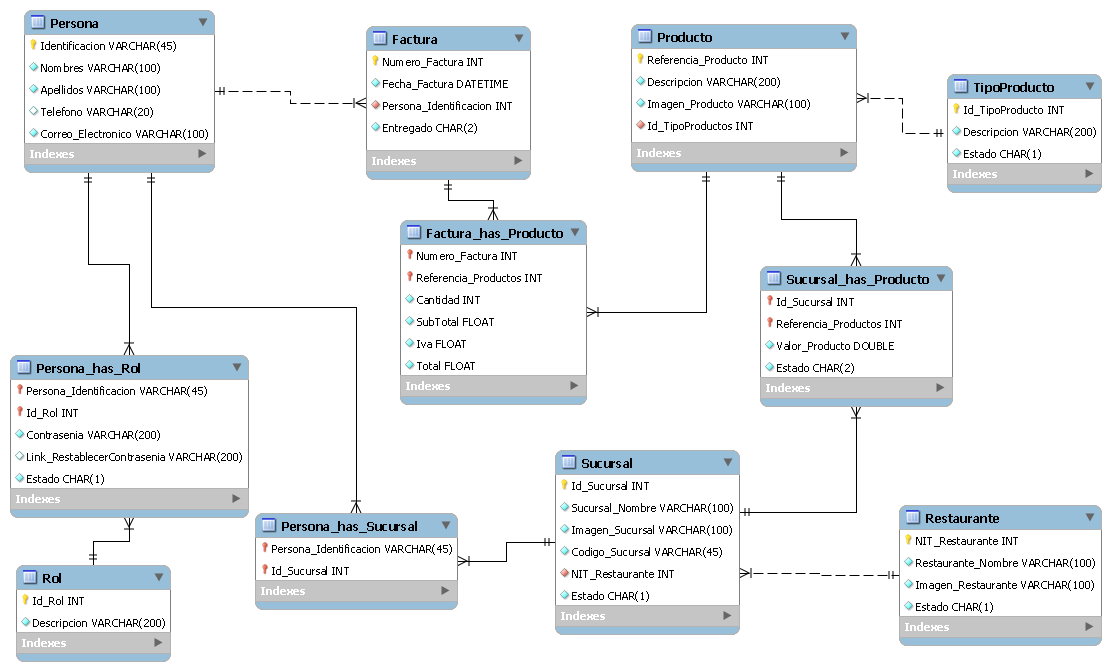 Persona
Identificacion VARCHAR(45)
Nombres VARCHAR(100)
Apellidos VARCHAR(100)
Telefono VARCHAR(20)
Correo_Electronico VARCHAR(100)
Indexes
Factura
Numero_Factura INT
Fecha_Factura DATETIME
Persona_Identificacion INT
Entregado CHAR(2)
Indexes
Producto
Referencia_Producto INT
Descripcion VARCHAR(200)
Imagen_Producto VARCHAR(100)
Id_TipoProductos INT
Indexes
TipoProducto
Id_TipoProducto INT
Descripcion VARCHAR(200)
Estado CHAR(1)
Indexes
Factura_has_Producto
Numero_Factura INT
Referencia_Productos INT
Cantidad INT
SubTotal FLOAT
Iva FLOAT
Total FLOAT
Indexes
Sucursal_has_Producto
Id_Sucursal INT
Referencia_Productos INT
Valor_Producto DOUBLE
Estado CHAR(2)
Indexes
Persona_has_Rol
Persona_Identificacion VARCHAR(45)
Id_Rol INT
Contrasenia VARCHAR(200)
Link_RestablecerContrasenia VARCHAR(200)
Estado CHAR(1)
Indexes
Persona_has_Sucursal
Persona_Identificacion VARCHAR(45)
Id_Sucursal INT
Indexes
Sucursal
Id_Sucursal INT
Sucursal_Nombre VARCHAR(100)
Imagen_Sucursal VARCHAR(100)
Codigo_Sucursal VARCHAR(45)
NIT_Restaurante INT
Estado CHAR(1)
Indexes
Restaurante
NIT_Restaurante INT
Restaurante_Nombre VARCHAR(100)
Imagen_Restaurante VARCHAR(100)
Estado CHAR(1)
Indexes
Rol
Id_Rol INT
Descripcion VARCHAR(200)
Indexes